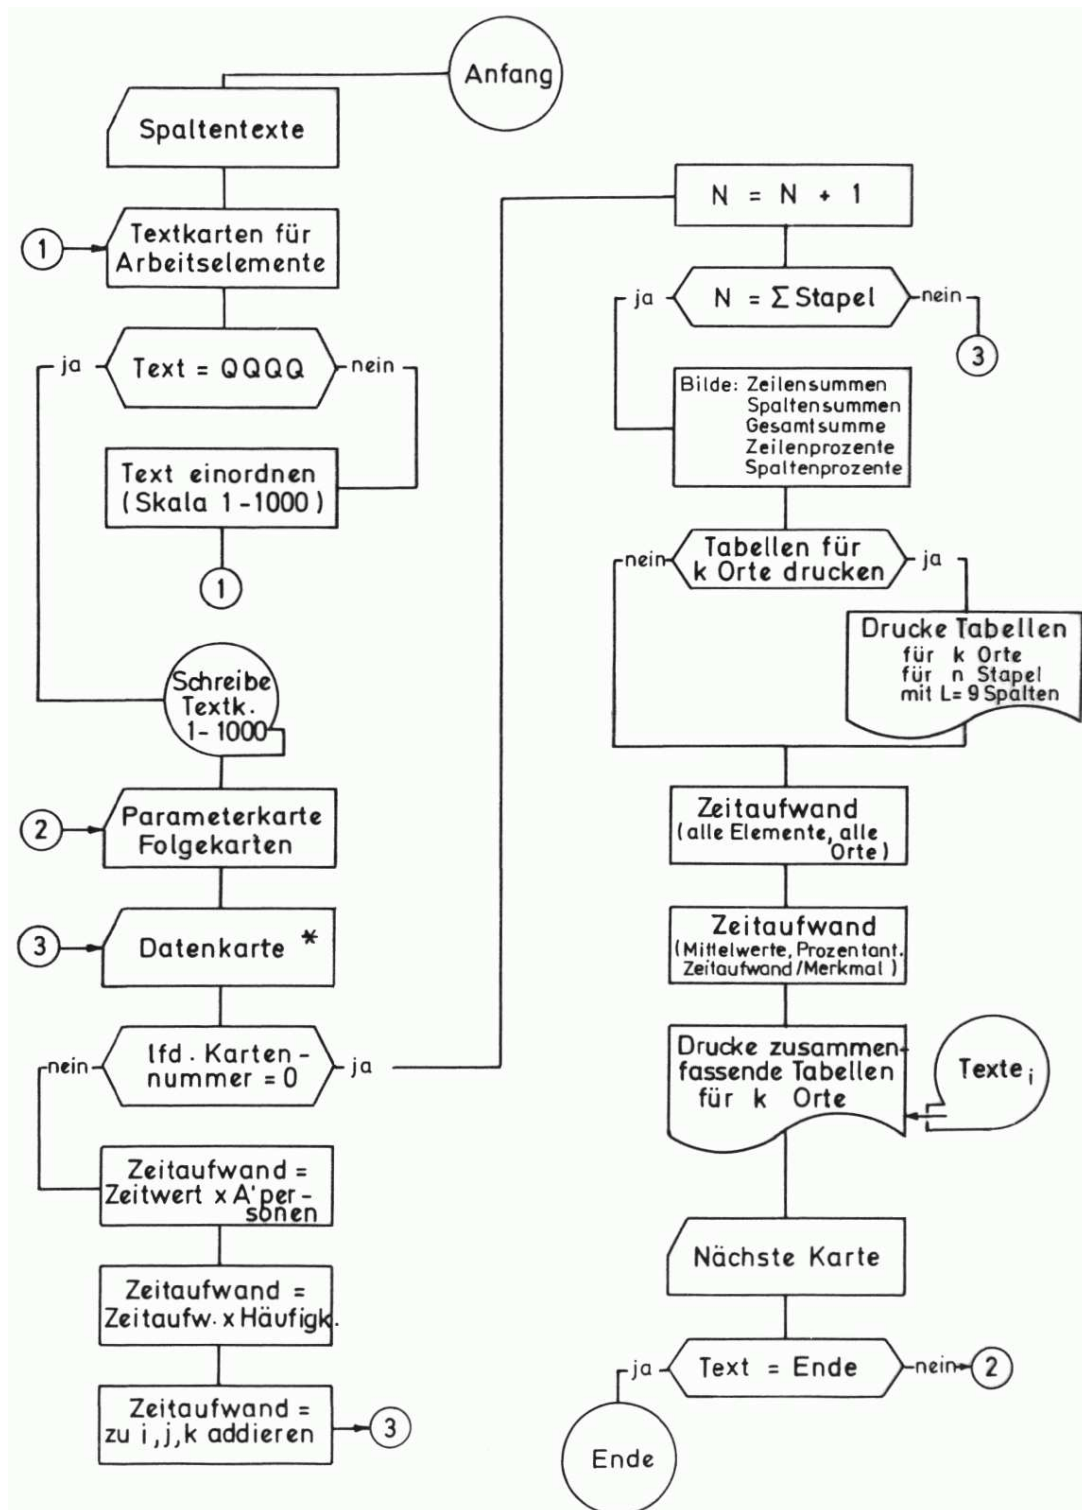 Anfang
Spaltentexte
1
Textkarten für
Arbeitselemente
ja
Text = QQQQ
nein
Text einordnen
(Skala 1-1000)
1
Schreibe
Textk.
1-1000
2
Parameterkarte
Folgekarten
3
Datenkarte *
nein
lfd. Karten-
nummer = 0
ja
Zeitaufwand =
Zeitwert x A'per-
sonen
Zeitaufwand =
Zeitaufw. x Häufigk.
Zeitaufwand =
zu i,j,k addieren
3
N = N + 1
ja
N = Σ Stapel
nein
3
Bilde: Zeilensummen
Spaltensummen
Gesamtsumme
Zeilenprozente
Spaltenprozente
nein
Tabellen für
k Orte drucken
ja
Drucke Tabellen
für k Orte
für n Stapel
mit L= 9 Spalten
Zeitaufwand
(alle Elemente, alle
Orte)
Zeitaufwand
(Mittelwerte, Prozentant.
Zeitaufwand/Merkmal)
Drucke zusammen-
fassende Tabellen
für k Orte
Texte i
Nächste Karte
ja
Text = Ende
nein
2
Ende